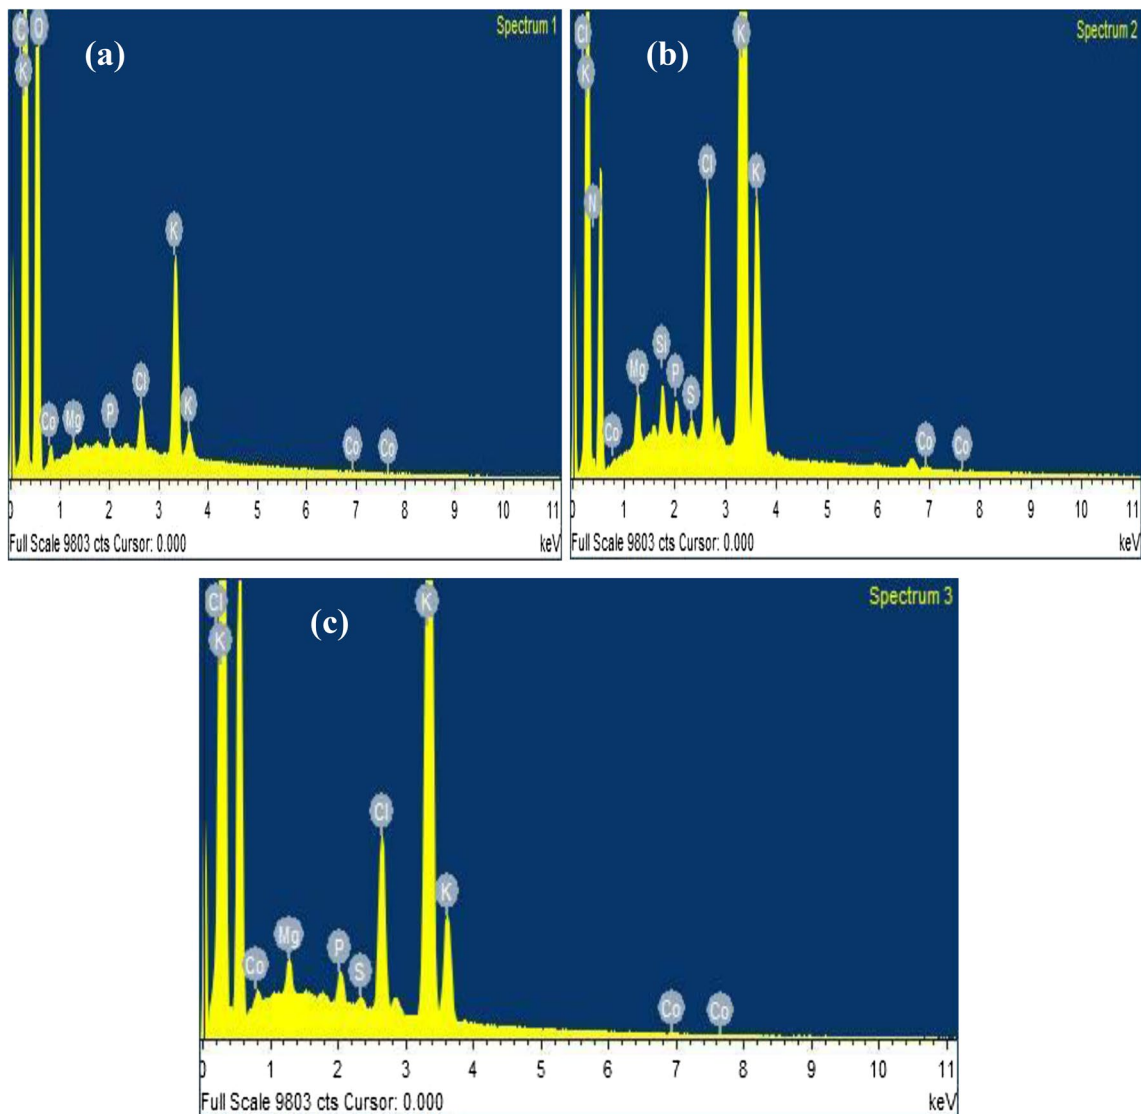 (a)
Spectrum 1
C
O
K
K
Cl
K
Co
Mg
P
Co
Co
0 1 2 3 4 5 6 7 8 9 10 11
Full Scale 9803 cts Cursor: 0.000 keV
(b)
Spectrum 2
Cl
K
K
Cl
K
N
Si
Mg
P
S
Co
Co
Co
0 1 2 3 4 5 6 7 8 9 10 11
Full Scale 9803 cts Cursor: 0.000 keV
(c)
Spectrum 3
Cl
K
K
Cl
K
Mg
P
Co
S
Co
Co
0 1 2 3 4 5 6 7 8 9 10 11
Full Scale 9803 cts Cursor: 0.000 keV